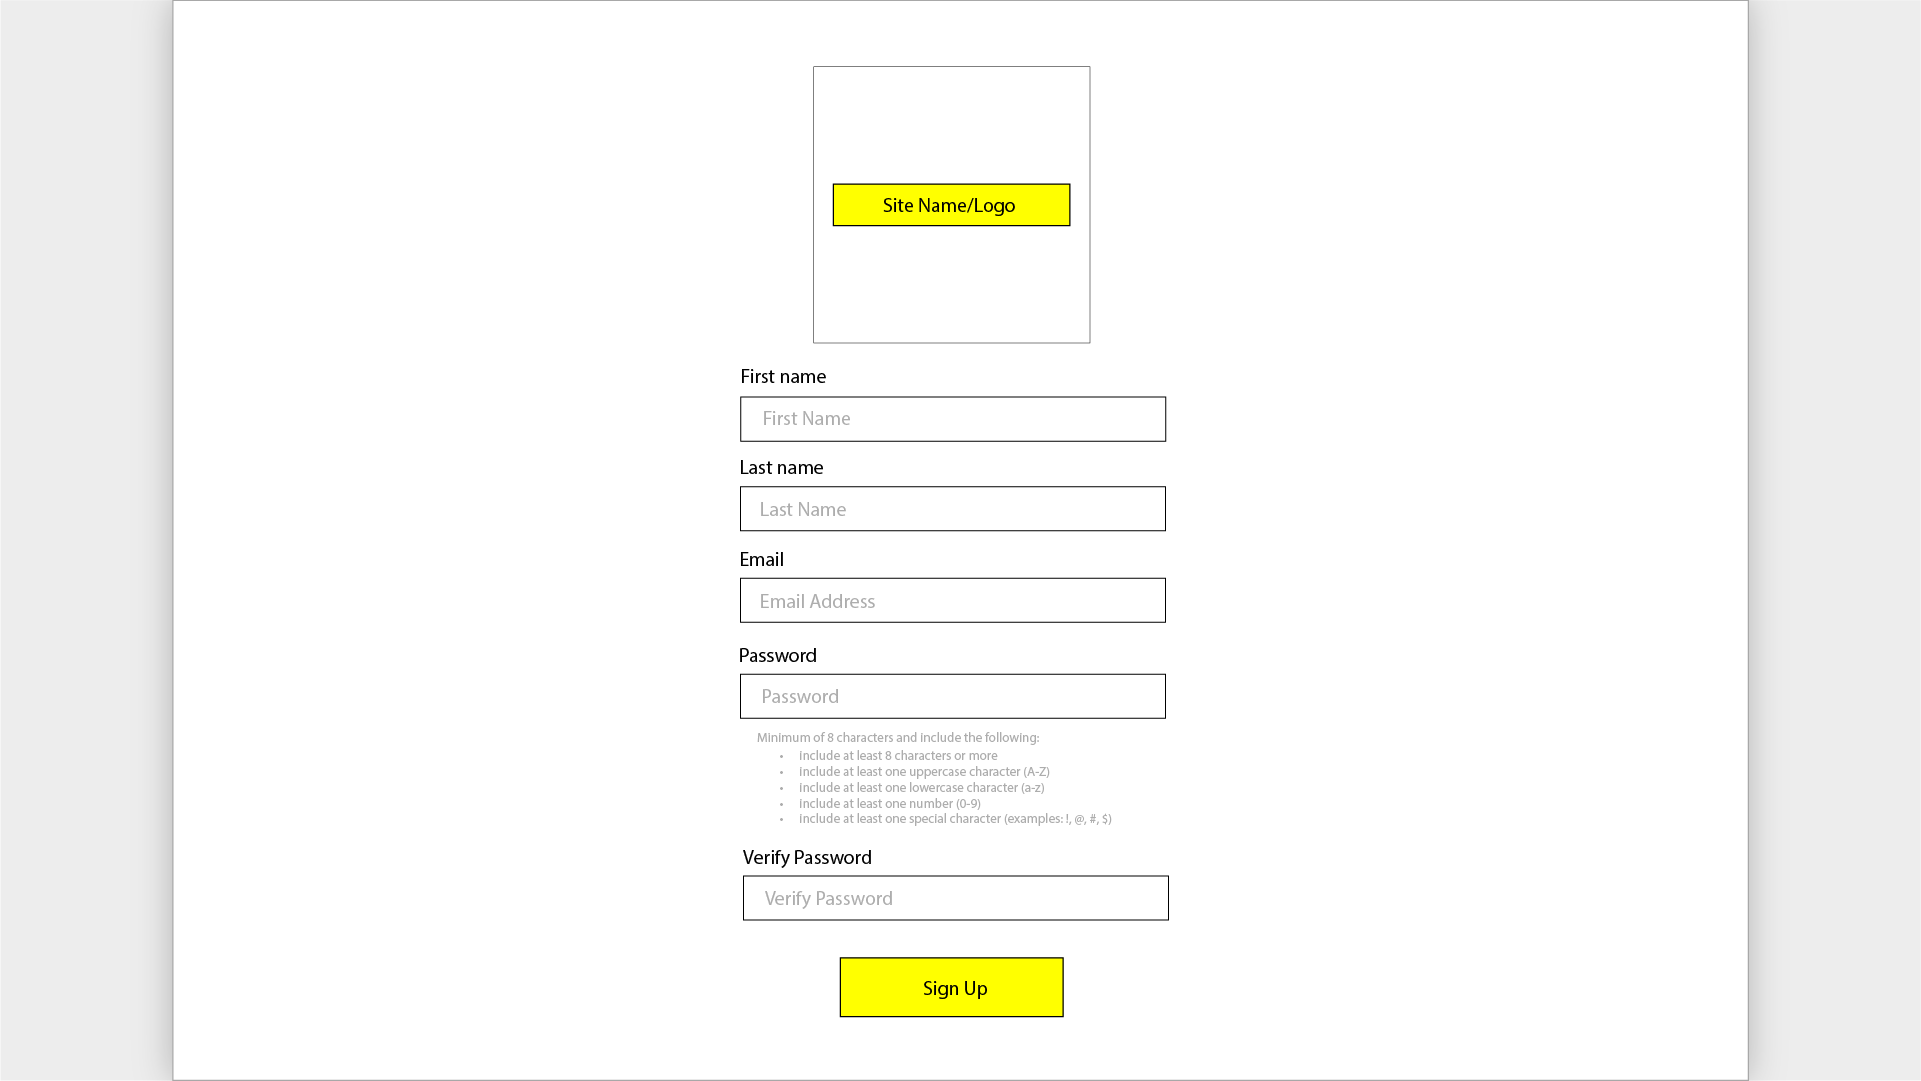 Site Name/Logo
First name
First Name
Last name
Last Name
Email
Email Address
Password
Password
Minimum of 8 characters and include the following:
• include at least 8 characters or more
• include at least one uppercase character (A-Z)
• include at least one lowercase character (a-z)
• include at least one number (0-9)
• include at least one special character (examples: !, @, #, $)
Verify Password
Verify Password
Sign Up